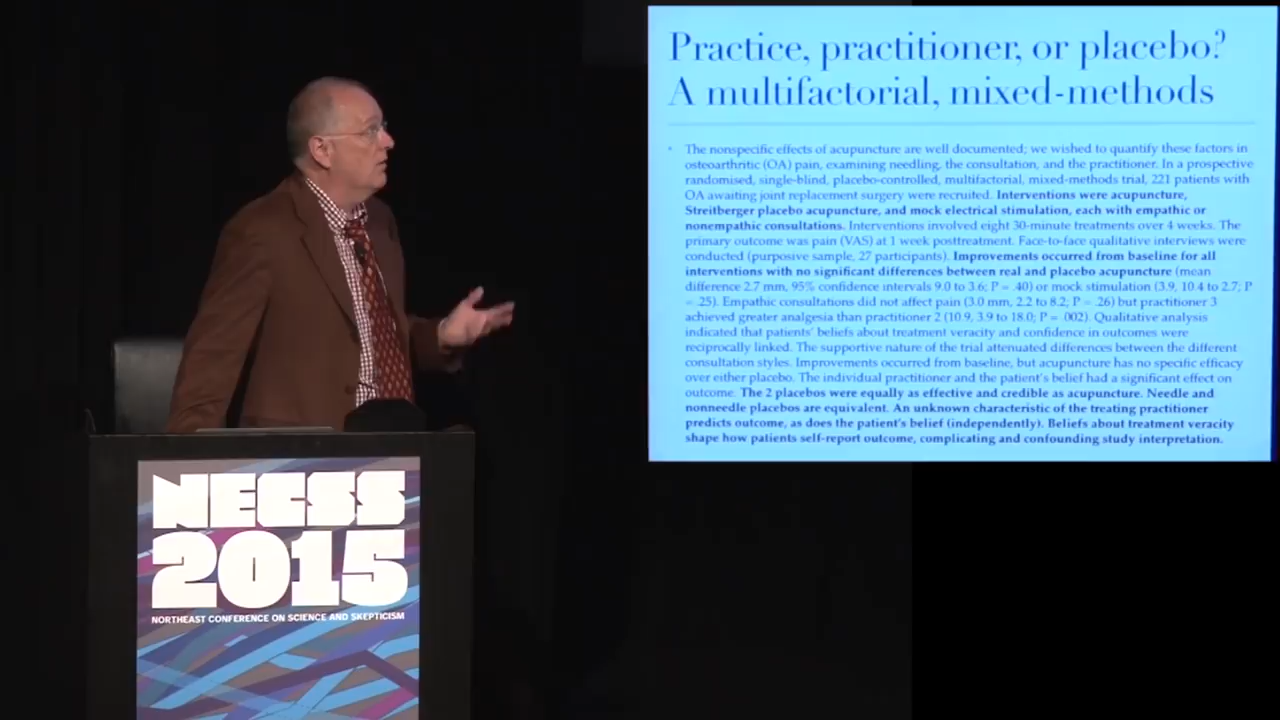 Practice, practitioner, or placebo?
A multifactorial, mixed-methods
• The nonspecific effects of acupuncture are well documented; we wished to quantify these factors in
osteoarthritic (OA) pain, examining needling, the consultation, and the practitioner. In a prospective
randomised, single-blind, placebo-controlled, multifactorial, mixed-methods trial, 221 patients with
OA awaiting joint replacement surgery were recruited. Interventions were acupuncture,
Streitberger placebo acupuncture, and mock electrical stimulation, each with empathic or
nonempathic consultations. Interventions involved eight 30-minute treatments over 4 weeks. The
primary outcome was pain (VAS) at 1 week posttreatment. Face-to-face qualitative interviews were
conducted (purposive sample, 27 participants). Improvements occurred from baseline for all
interventions with no significant differences between real and placebo acupuncture (mean
difference 2.7 mm, 95% confidence intervals 9.0 to 3.6; P = .40) or mock stimulation (3.9, 10.4 to 2.7; P
= .25). Empathic consultations did not affect pain (3.0 mm, 2.2 to 8.2; P = .26) but practitioner 3
achieved greater analgesia than practitioner 2 (10.9, 3.9 to 18.0; P = .002). Qualitative analysis
indicated that patients' beliefs about treatment veracity and confidence in outcomes were
reciprocally linked. The supportive nature of the trial attenuated differences between the different
consultation styles. Improvements occurred from baseline, but acupuncture has no specific efficacy
over either placebo. The individual practitioner and the patient's belief had a significant effect on
outcome. The 2 placebos were equally as effective and credible as acupuncture. Needle and
nonneedle placebos are equivalent. An unknown characteristic of the treating practitioner
predicts outcome, as does the patient's belief (independently). Beliefs about treatment veracity
shape how patients self-report outcome, complicating and confounding study interpretation.
NECSS
2015
NORTHEAST CONFERENCE ON SCIENCE AND SKEPTICISM